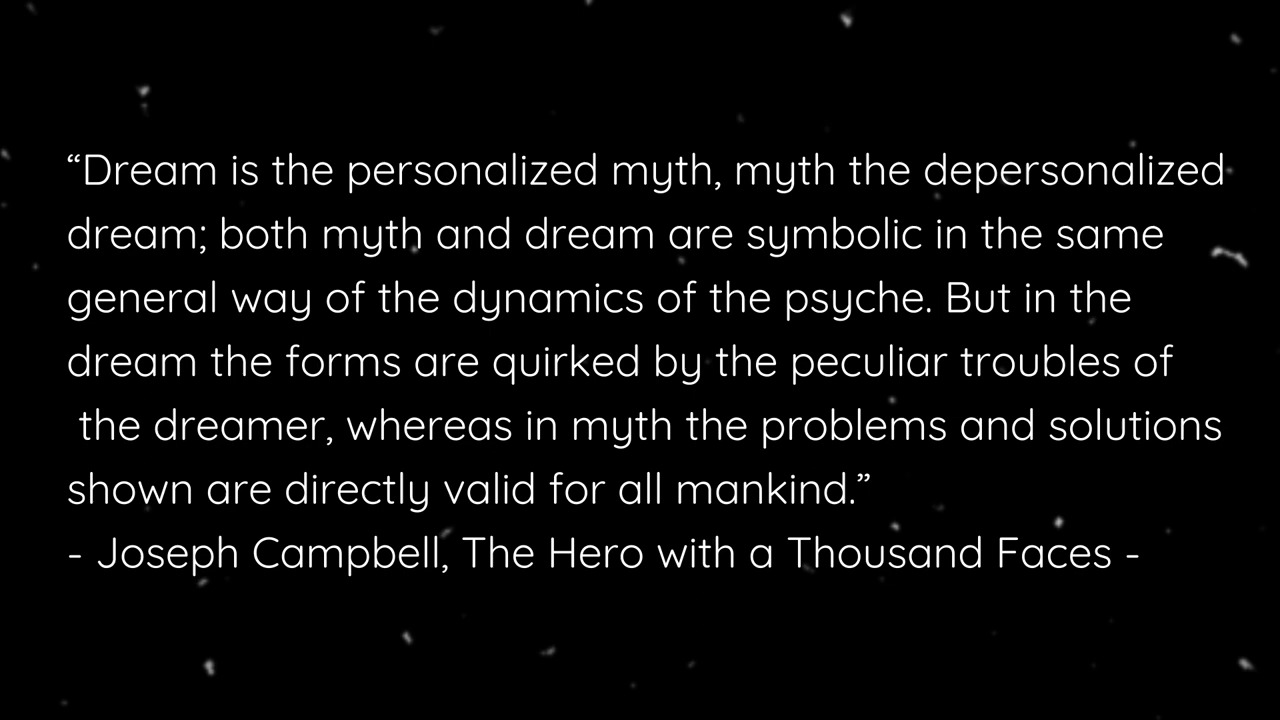 “Dream is the personalized myth, myth the depersonalized
dream; both myth and dream are symbolic in the same
general way of the dynamics of the psyche. But in the
dream the forms are quirked by the peculiar troubles of
the dreamer, whereas in myth the problems and solutions
shown are directly valid for all mankind.”
- Joseph Campbell, The Hero with a Thousand Faces -